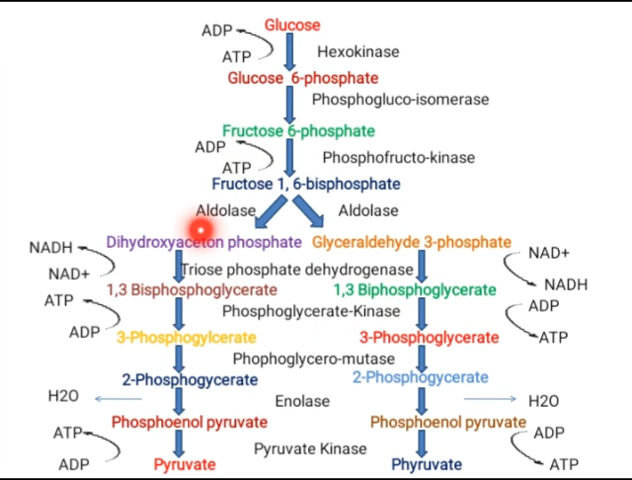 Glucose
ADP
ATP
Hexokinase
Glucose 6-phosphate
Phosphogluco-isomerase
Fructose 6-phosphate
ADP
ATP
Phosphofructo-kinase
Fructose 1, 6-bisphosphate
Aldolase Aldolase
Dihydroxyaceton phosphate Glyceraldehyde 3-phosphate
NADH NAD+
NAD+ Triose phosphate dehydrogenase NADH
1,3 Bisphosphoglycerate 1,3 Biphosphoglycerate
ATP Phosphoglycerate-Kinase ADP
ADP 3-Phosphogylcerate 3-Phosphoglycerate ATP
Phophoglycero-mutase
2-Phosphogycerate 2-Phosphogycerate
H2O Enolase H2O
Phosphoenol pyruvate Phosphoenol pyruvate
ATP Pyruvate Kinase ADP
ADP Pyruvate Phyruvate ATP